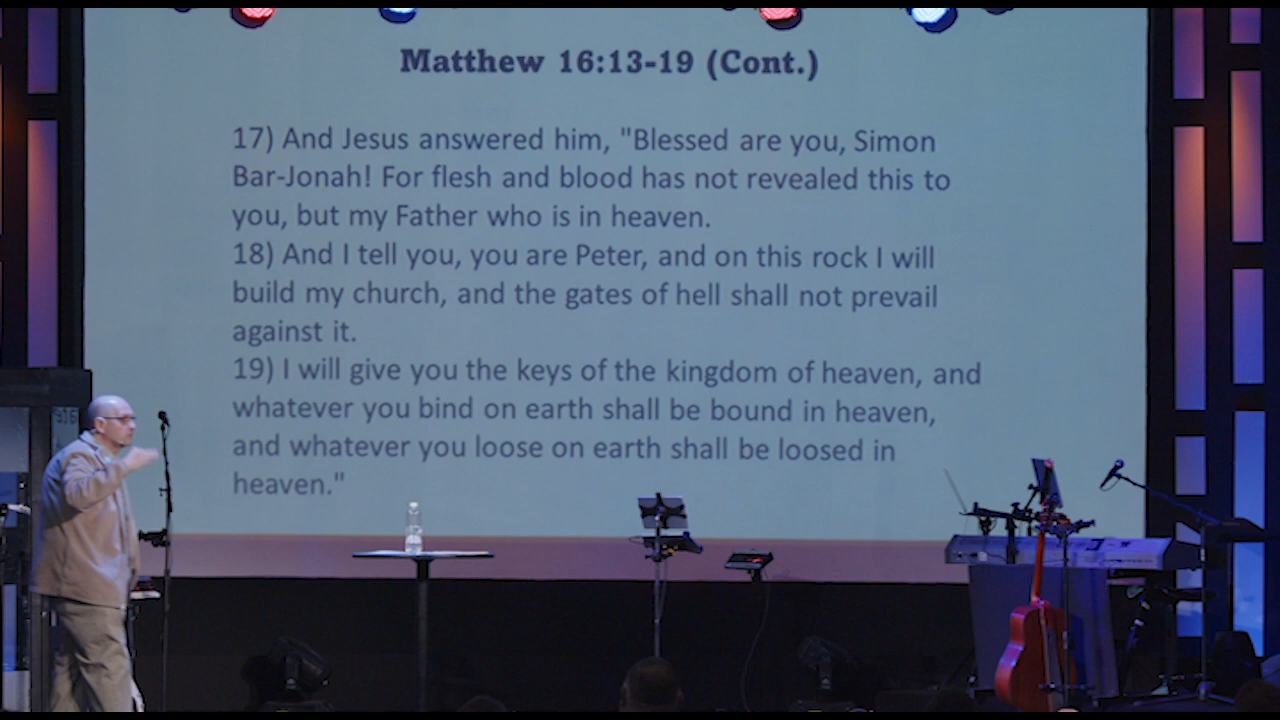 Matthew 16:13-19 (Cont.)
17) And Jesus answered him, "Blessed are you, Simon
Bar-Jonah! For flesh and blood has not revealed this to
you, but my Father who is in heaven.
18) And I tell you, you are Peter, and on this rock I will
build my church, and the gates of hell shall not prevail
against it.
19) I will give you the keys of the kingdom of heaven, and
whatever you bind on earth shall be bound in heaven,
and whatever you loose on earth shall be loosed in
heaven."